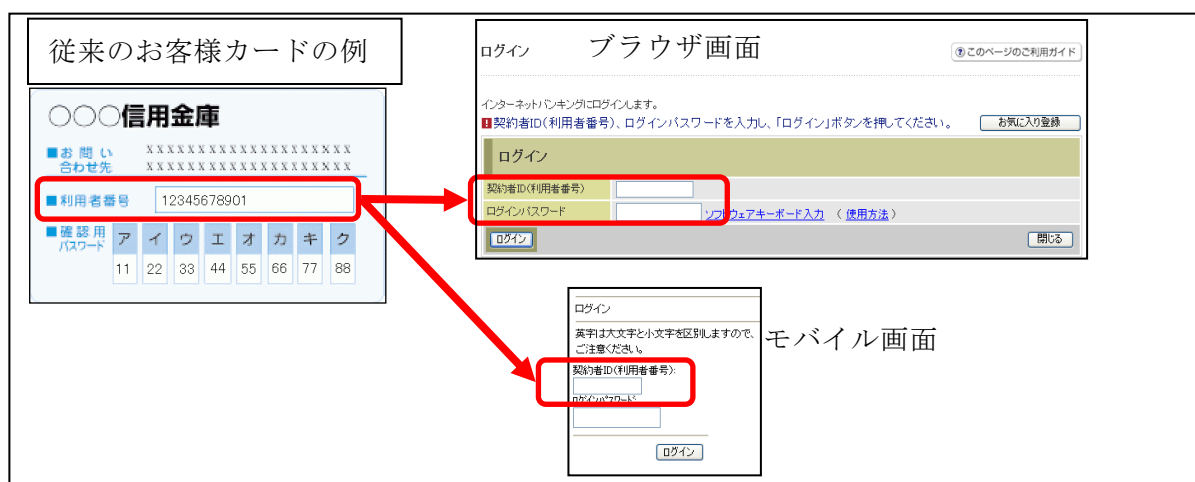 従来のお客様カードの例
○○○信用金庫
■お問い合わせ先
XXXXXXXXXXXXXXXXXXXX
XXXXXXXXXXXXXXXXXXXX
■利用者番号 12345678901
■確認用パスワード
ア イ ウ エ オ カ キ ク
11 22 33 44 55 66 77 88
ブラウザ画面
ログイン
?このページのご利用ガイド
インターネットバンキングにログインします。
!契約者ID(利用者番号)、ログインパスワードを入力し、「ログイン」ボタンを押してください。 お気に入り登録
ログイン
契約者ID(利用者番号)
ログインパスワード ソフトウェアキーボード入力 (使用方法)
ログイン 閉じる
モバイル画面
ログイン
英字は大文字と小文字を区別しますので、
ご注意ください。
契約者ID(利用者番号):
ログインパスワード:
ログイン